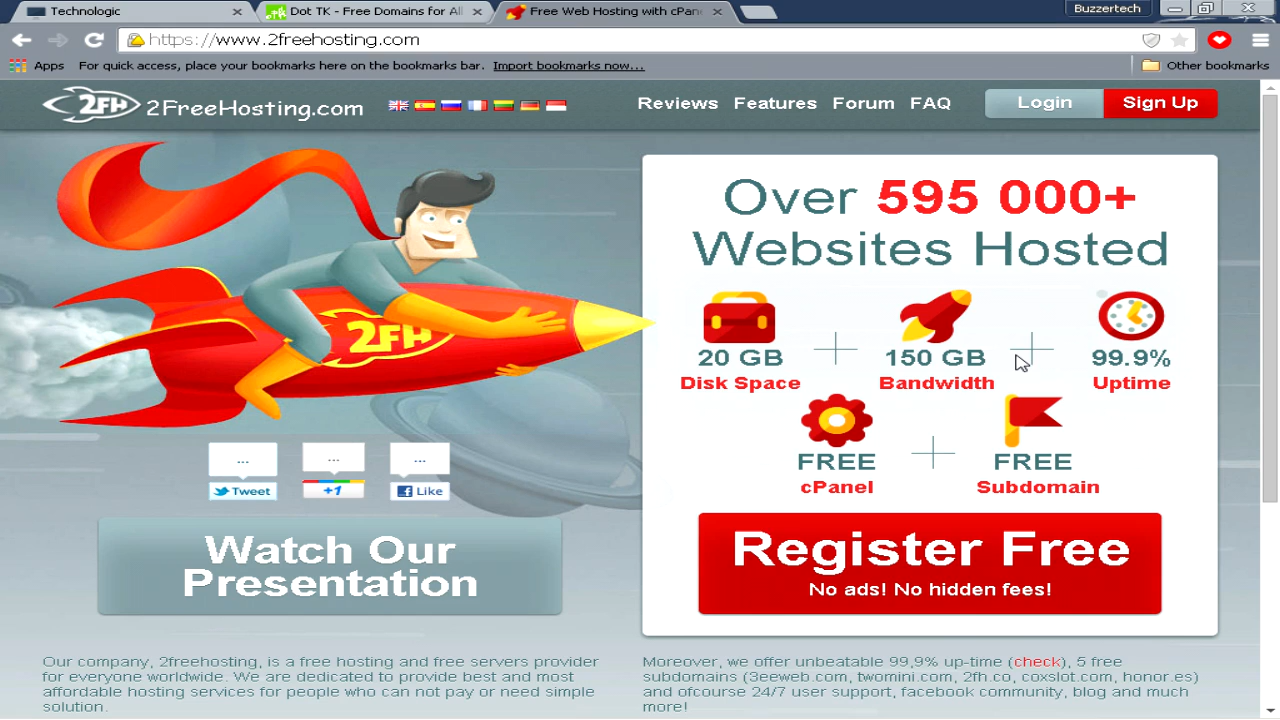 Technologic
Dot TK - Free Domains for All
Free Web Hosting with cPan
Buzzertech
https://www.2freehosting.com
Apps
For quick access, place your bookmarks here on the bookmarks bar. Import bookmarks now...
Other bookmarks
2FH 2FreeHosting.com
Reviews Features Forum FAQ
Login
Sign Up
Over 595 000+
Websites Hosted
2FH
20 GB
Disk Space
150 GB
Bandwidth
99.9%
Uptime
FREE
cPanel
FREE
Subdomain
... ... ...
Tweet
+1
Like
Watch Our
Presentation
Register Free
No ads! No hidden fees!
Our company, 2freehosting, is a free hosting and free servers provider
for everyone worldwide. We are dedicated to provide best and most
affordable hosting services for people who can not pay or need simple
solution.
Moreover, we offer unbeatable 99,9% up-time (check), 5 free
subdomains (3eeweb.com, twomini.com, 2fh.co, coxslot.com, honor.es)
and ofcourse 24/7 user support, facebook community, blog and much
more!